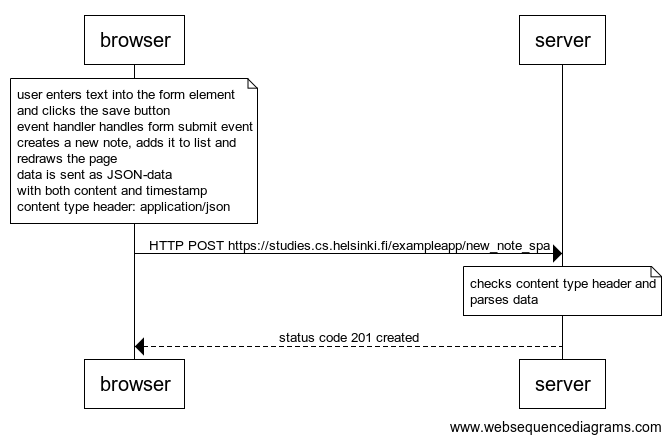 browser
server
user enters text into the form element
and clicks the save button
event handler handles form submit event
creates a new note, adds it to list and
redraws the page
data is sent as JSON-data
with both content and timestamp
content type header: application/json
HTTP POST https://studies.cs.helsinki.fi/exampleapp/new_note_spa
checks content type header and
parses data
status code 201 created
browser
server
www.websequencediagrams.com